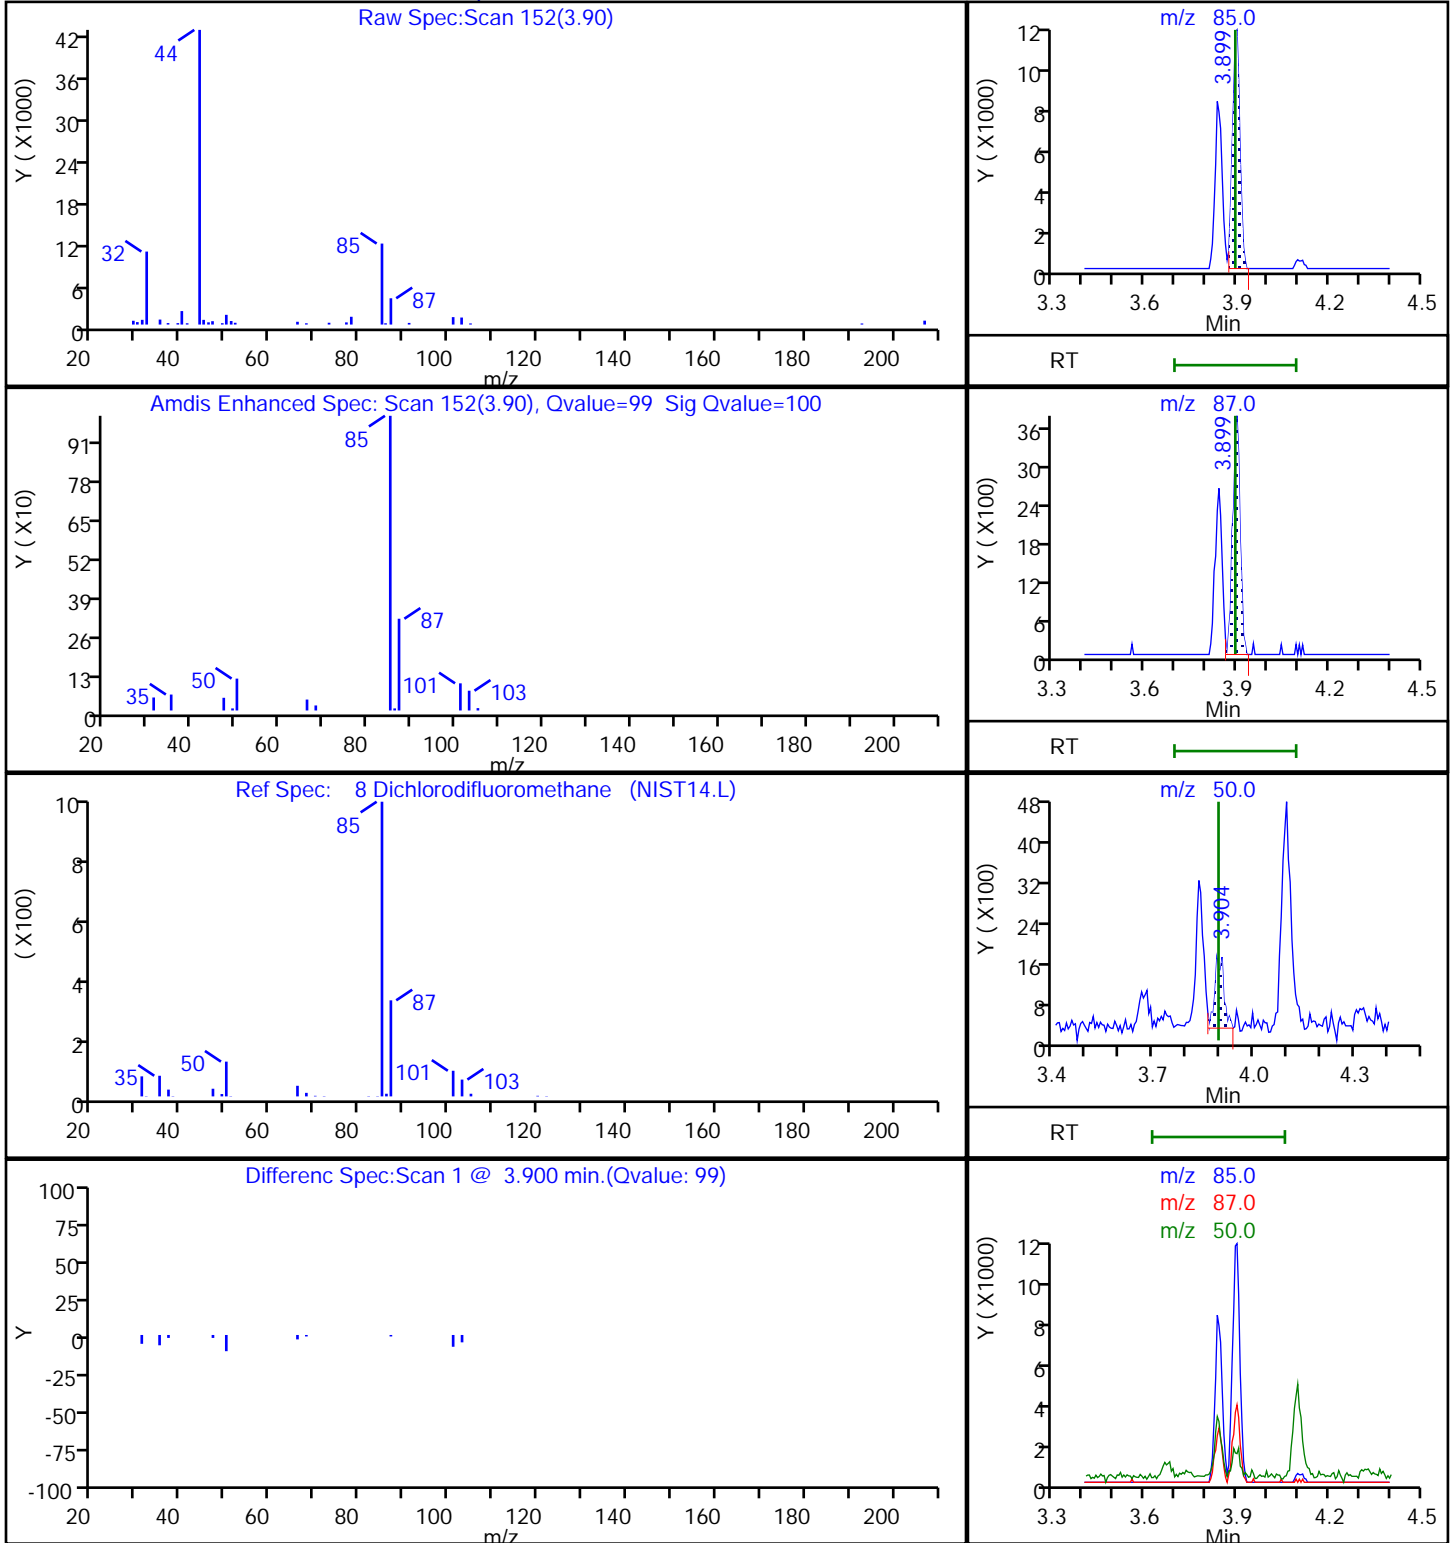 Raw Spec:Scan 152(3.90)
Y ( X1000)
42
36
30
24
18
12
6
0
44
32
85
87
20 40 60 80 100 120 140 160 180 200
m/z
m/z 85.0
Y ( X1000)
12
10
8
6
4
2
0
3.899
3.3 3.6 3.9 4.2 4.5
Min
RT
Amdis Enhanced Spec: Scan 152(3.90), Qvalue=99 Sig Qvalue=100
Y ( X10)
91
78
65
52
39
26
13
0
85
87
50
35
101
103
20 40 60 80 100 120 140 160 180 200
m/z
m/z 87.0
Y ( X100)
36
30
24
18
12
6
0
3.899
3.3 3.6 3.9 4.2 4.5
Min
RT
Ref Spec: 8 Dichlorodifluoromethane (NIST14.L)
( X100)
10
8
6
4
2
0
85
87
50
35
101
103
20 40 60 80 100 120 140 160 180 200
m/z 50.0
Y ( X100)
48
40
32
24
16
8
0
3.904
3.4 3.7 4.0 4.3
Min
RT
Differenc Spec:Scan 1 @ 3.900 min.(Qvalue: 99)
Y
100
75
50
25
0
-25
-50
-75
-100
20 40 60 80 100 120 140 160 180 200
m/z
m/z 85.0
m/z 87.0
m/z 50.0
Y ( X1000)
12
10
8
6
4
2
0
3.3 3.6 3.9 4.2 4.5
Min